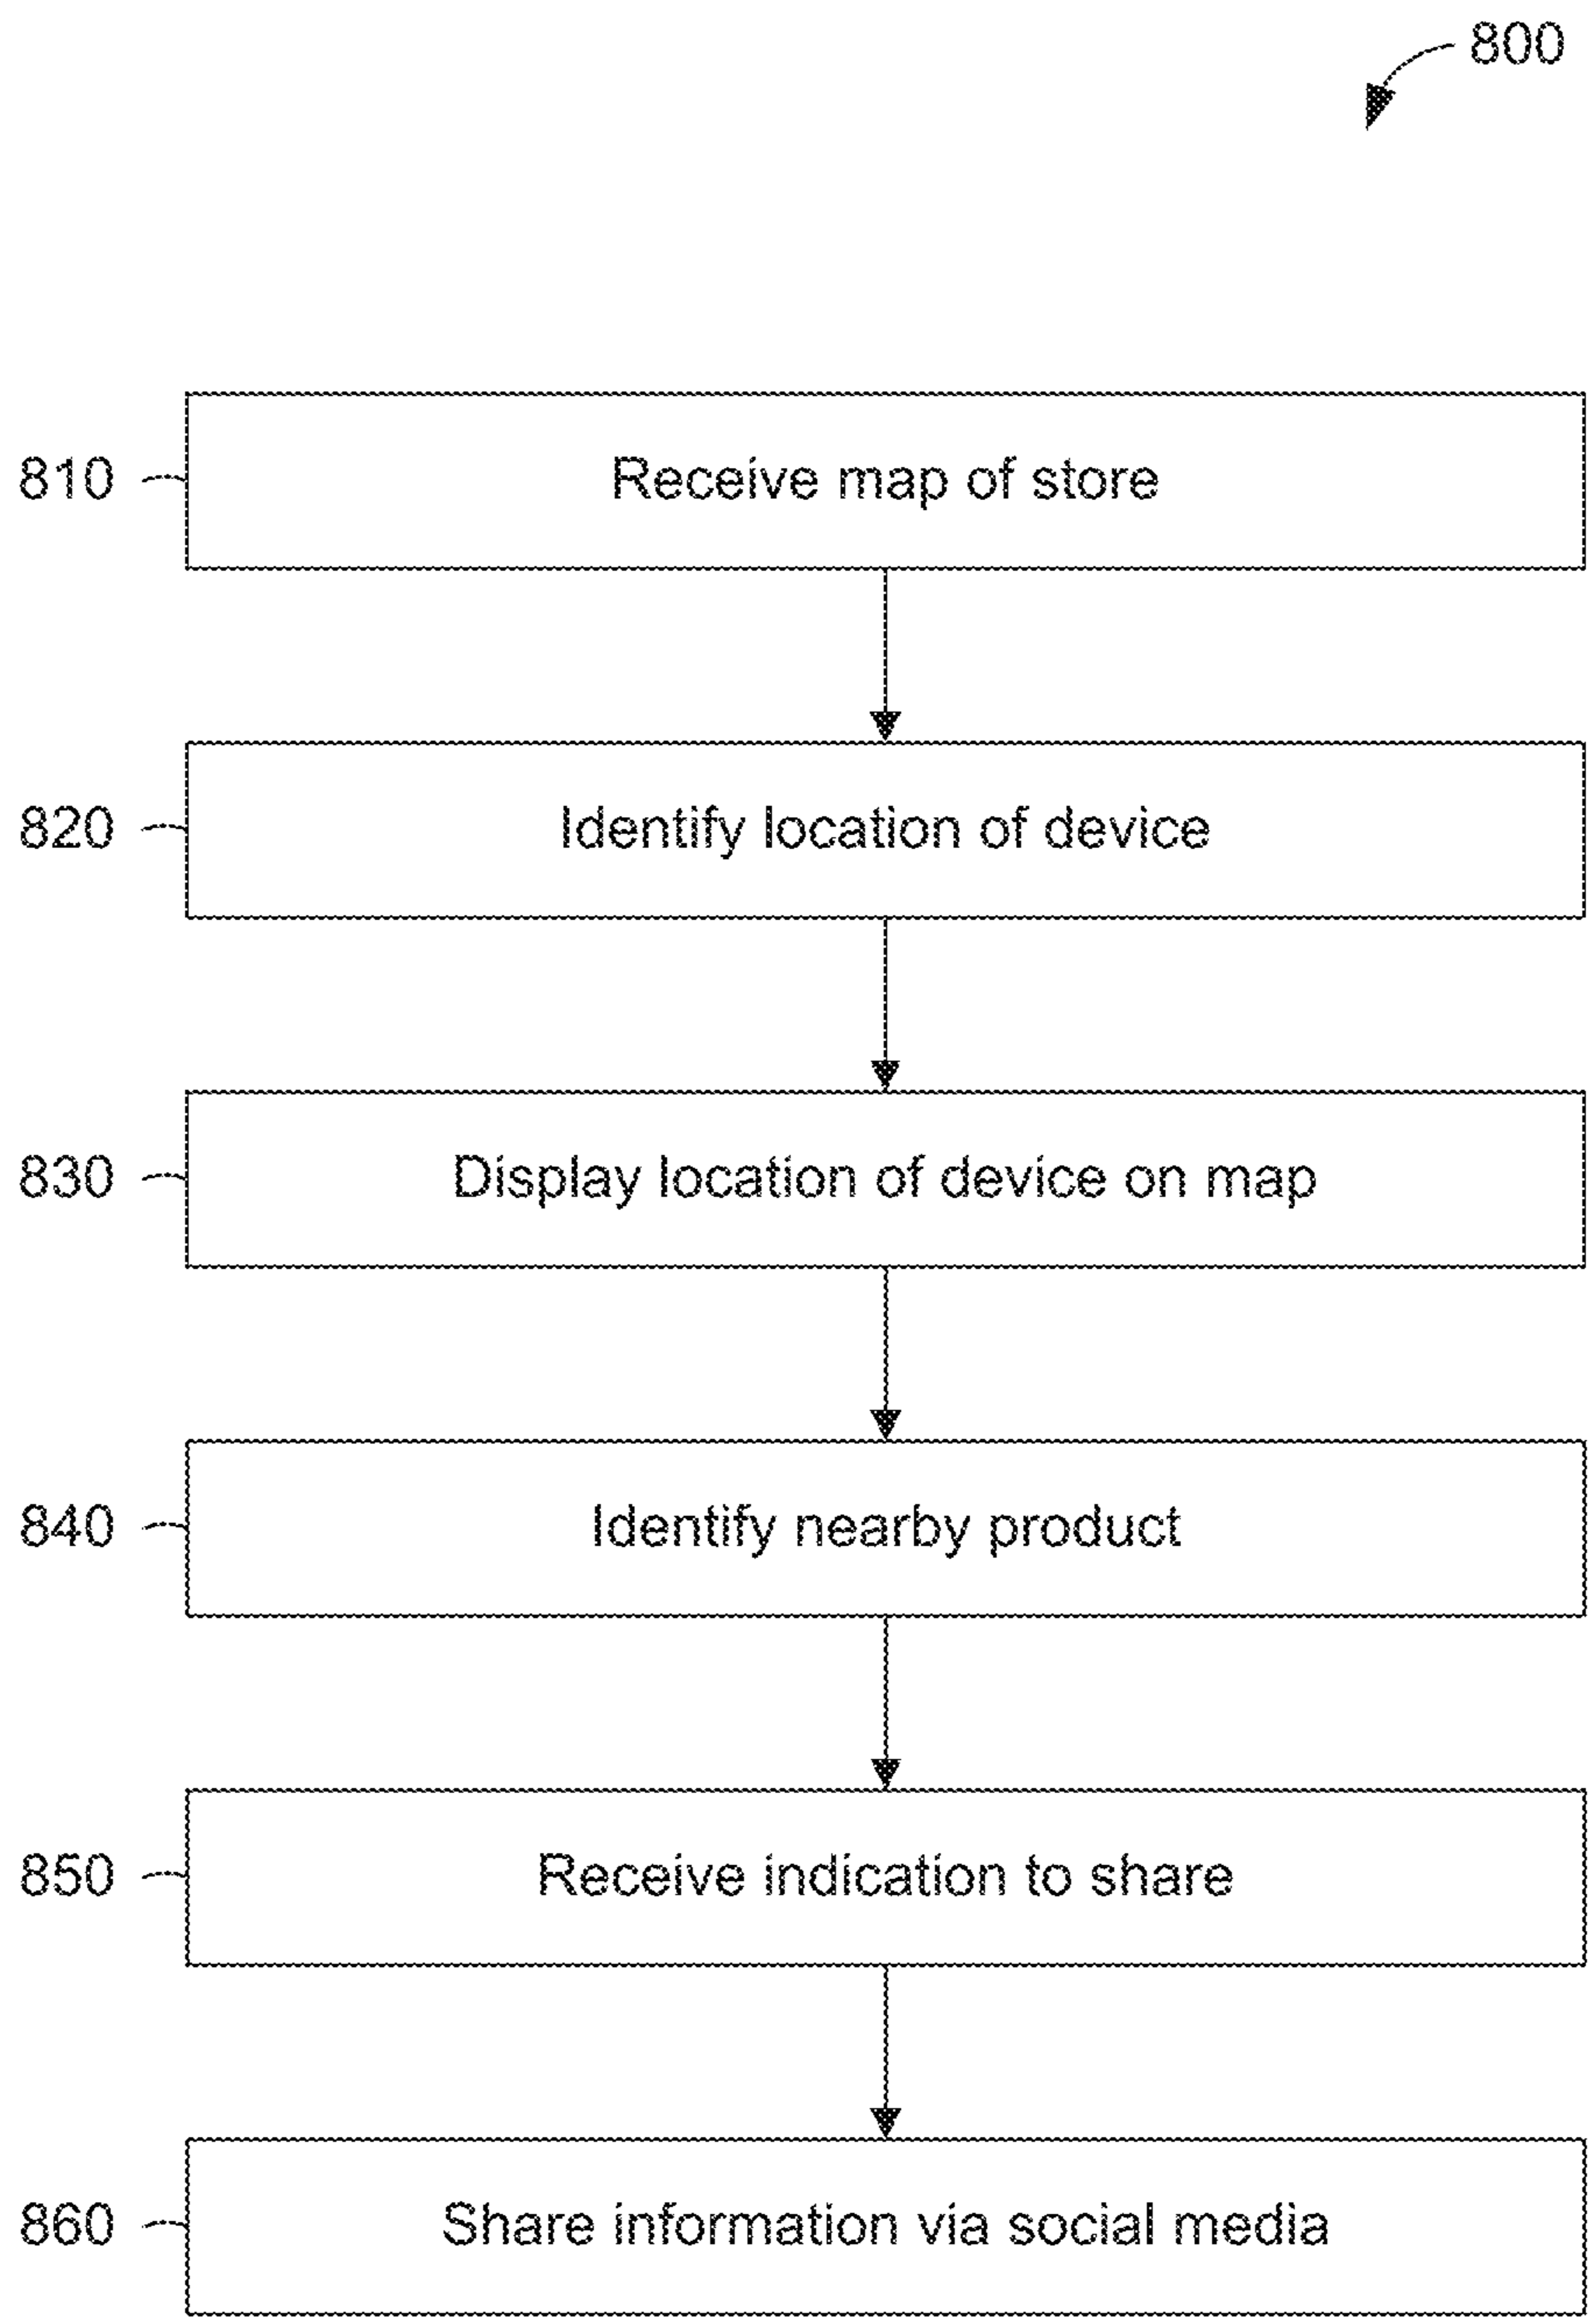 800
810 Receive map of store
820 Identify location of device
830 Display location of device on map
840 Identify nearby product
850 Receive indication to share
860 Share information via social media